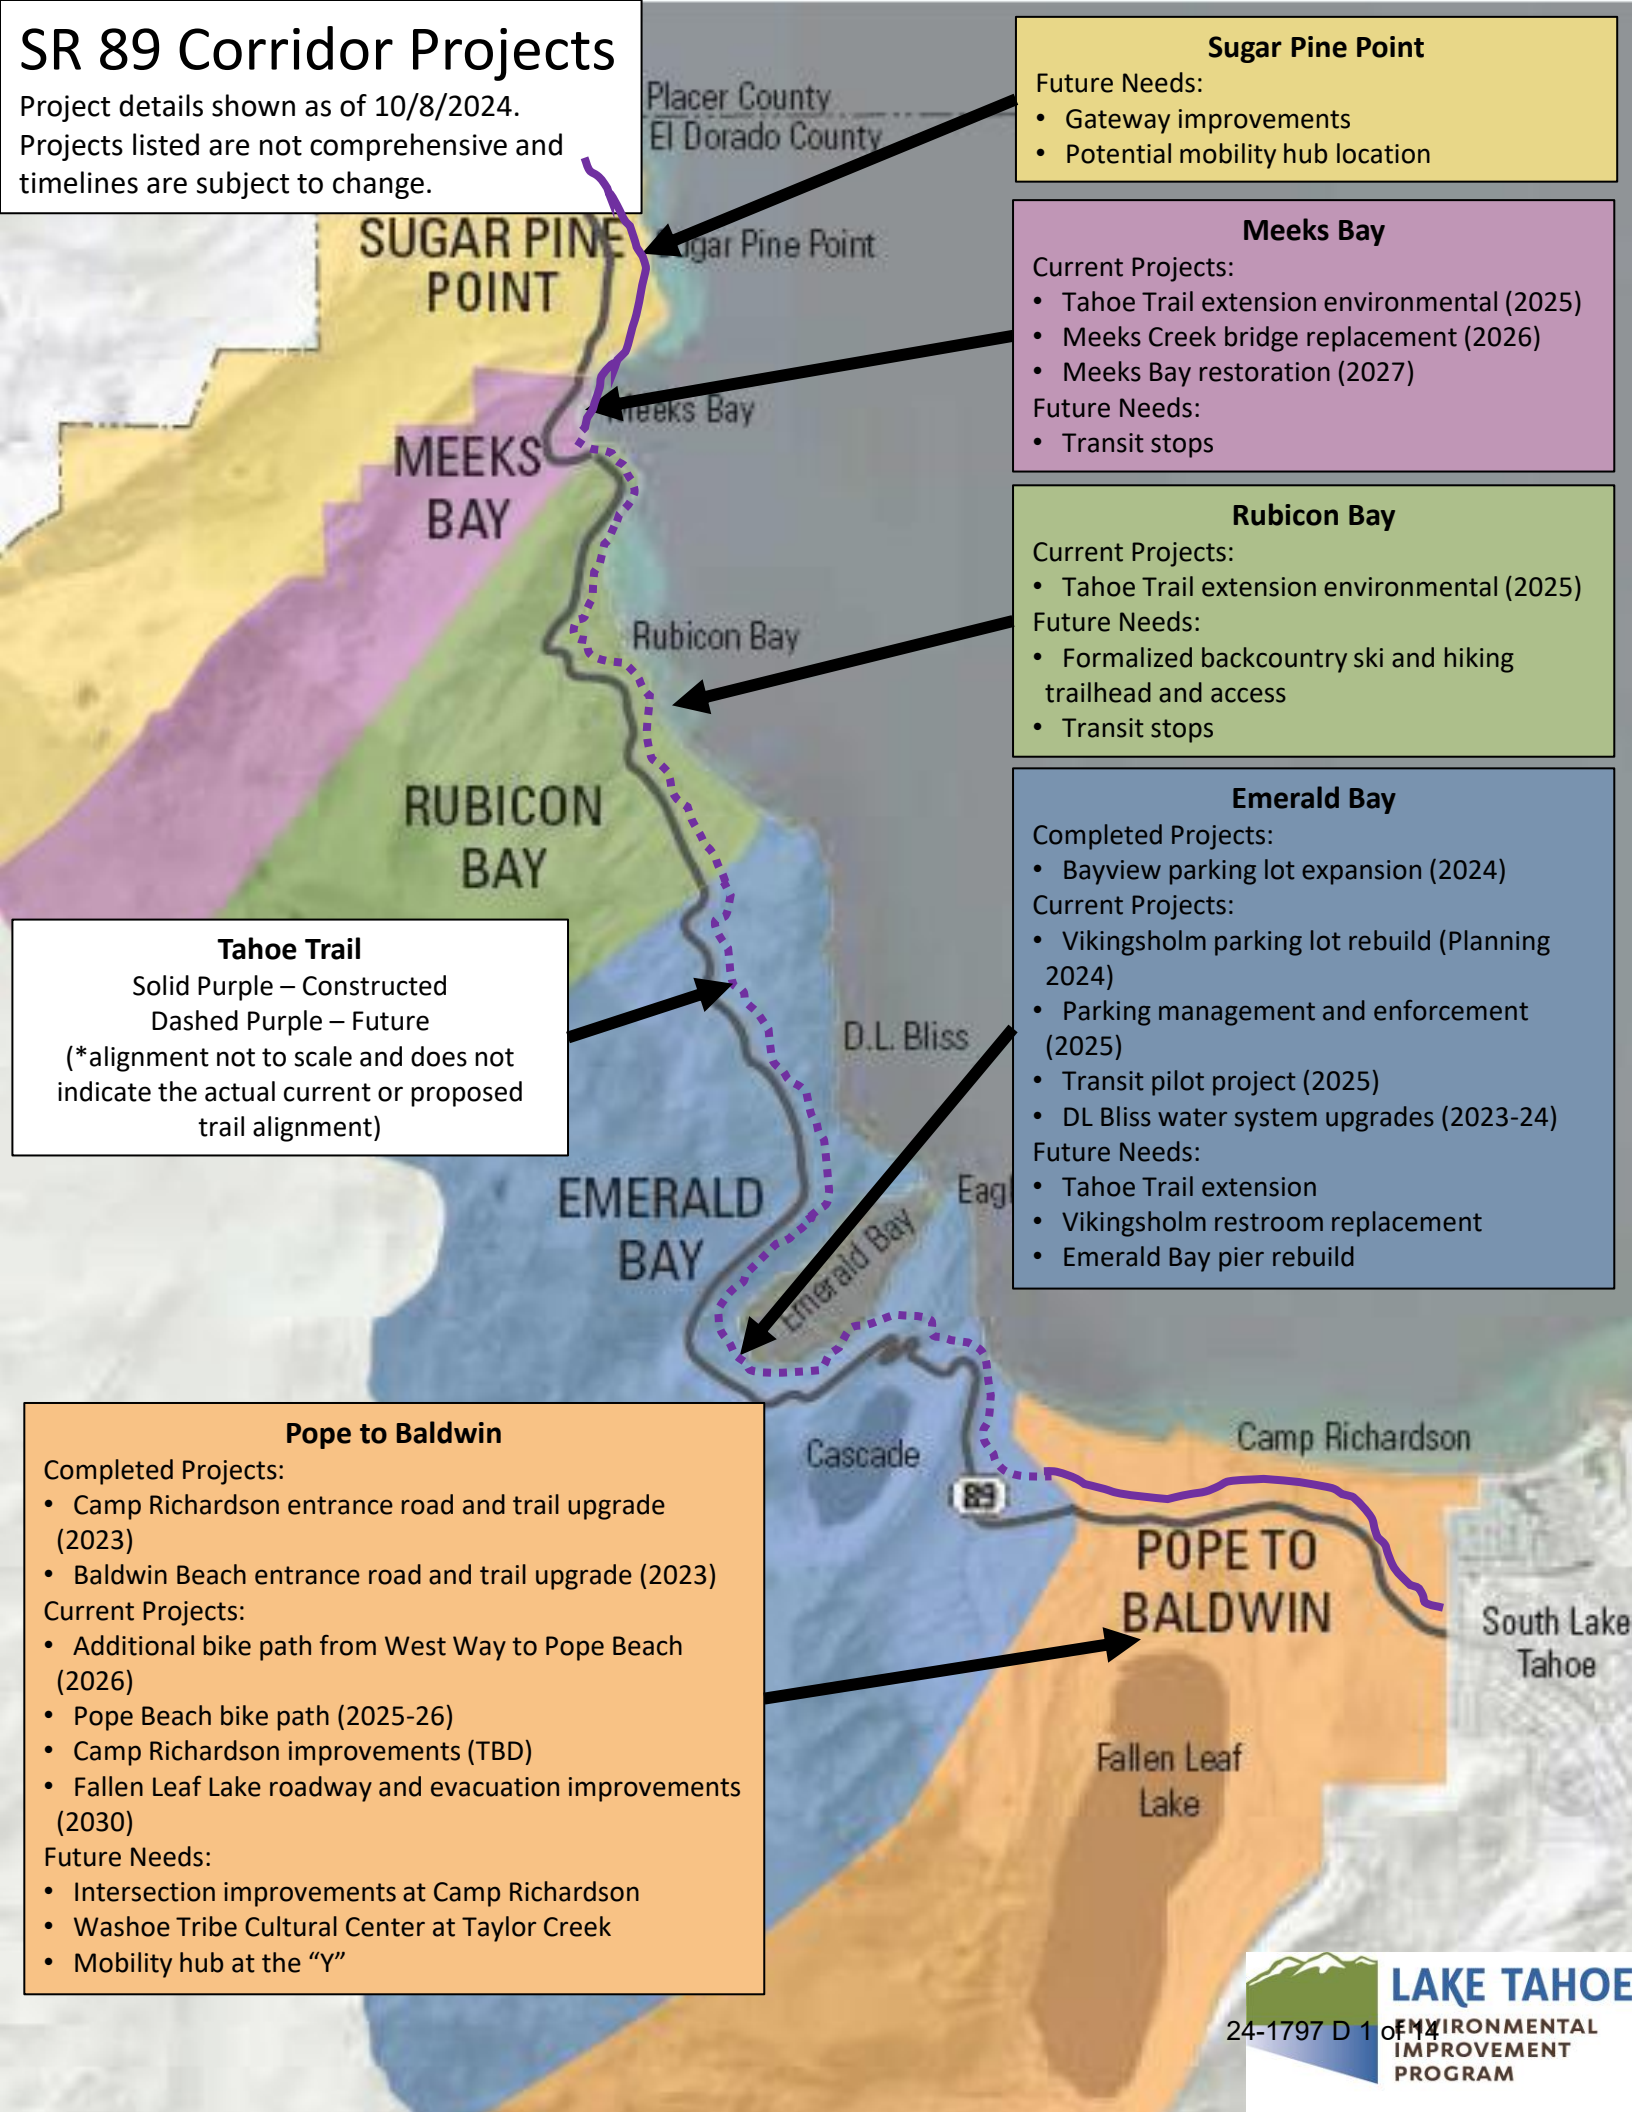 SR 89 Corridor Projects
Project details shown as of 10/8/2024.
Projects listed are not comprehensive and
timelines are subject to change.
Placer County
El Dorado County
Sugar Pine Point
Future Needs:
• Gateway improvements
• Potential mobility hub location
SUGAR PINE
POINT
Sugar Pine Point
Meeks Bay
Current Projects:
• Tahoe Trail extension environmental (2025)
• Meeks Creek bridge replacement (2026)
• Meeks Bay restoration (2027)
Future Needs:
• Transit stops
Meeks Bay
MEEKS
BAY
Rubicon Bay
Current Projects:
• Tahoe Trail extension environmental (2025)
Future Needs:
• Formalized backcountry ski and hiking
trailhead and access
• Transit stops
Rubicon Bay
RUBICON
BAY
Emerald Bay
Completed Projects:
• Bayview parking lot expansion (2024)
Current Projects:
• Vikingsholm parking lot rebuild (Planning
2024)
• Parking management and enforcement
(2025)
• Transit pilot project (2025)
• DL Bliss water system upgrades (2023-24)
Future Needs:
• Tahoe Trail extension
• Vikingsholm restroom replacement
• Emerald Bay pier rebuild
Tahoe Trail
Solid Purple – Constructed
Dashed Purple – Future
(*alignment not to scale and does not
indicate the actual current or proposed
trail alignment)
D.L. Bliss
EMERALD
BAY
Emerald Bay
Pope to Baldwin
Completed Projects:
• Camp Richardson entrance road and trail upgrade
(2023)
• Baldwin Beach entrance road and trail upgrade (2023)
Current Projects:
• Additional bike path from West Way to Pope Beach
(2026)
• Pope Beach bike path (2025-26)
• Camp Richardson improvements (TBD)
• Fallen Leaf Lake roadway and evacuation improvements
(2030)
Future Needs:
• Intersection improvements at Camp Richardson
• Washoe Tribe Cultural Center at Taylor Creek
• Mobility hub at the “Y”
Cascade
89
Camp Richardson
POPE TO
BALDWIN
South Lake
Tahoe
Fallen Leaf
Lake
LAKE TAHOE
ENVIRONMENTAL
IMPROVEMENT
PROGRAM
24-1797 D 1 of 14